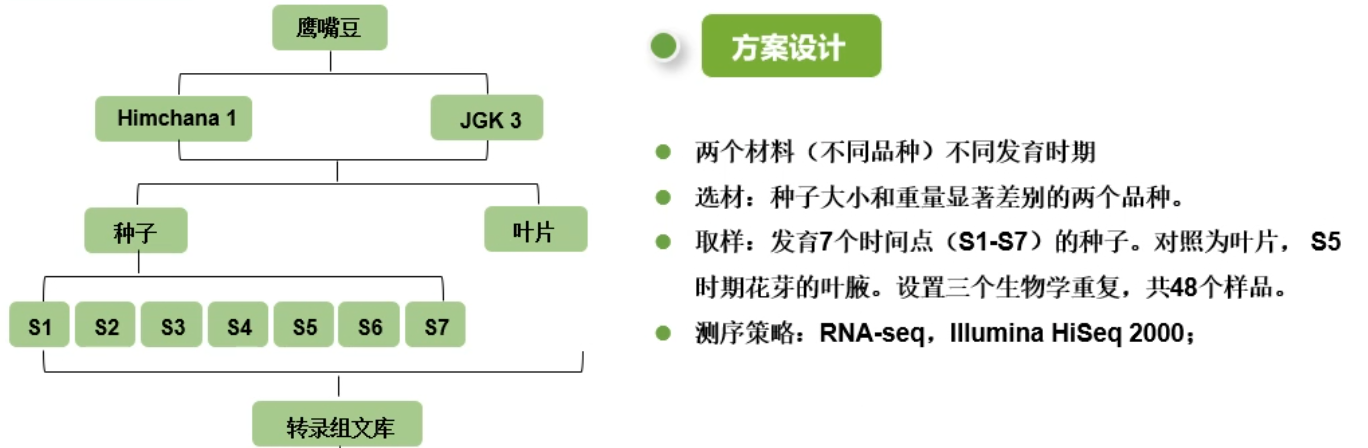 鹰嘴豆
Himchana 1
JGK 3
种子
叶片
S1 S2 S3 S4 S5 S6 S7
转录组文库
方案设计
两个材料（不同品种）不同发育时期
选材：种子大小和重量显著差别的两个品种。
取样：发育7个时间点（S1-S7）的种子。对照为叶片， S5
时期花芽的叶腋。设置三个生物学重复，共48个样品。
测序策略：RNA-seq，Illumina HiSeq 2000；